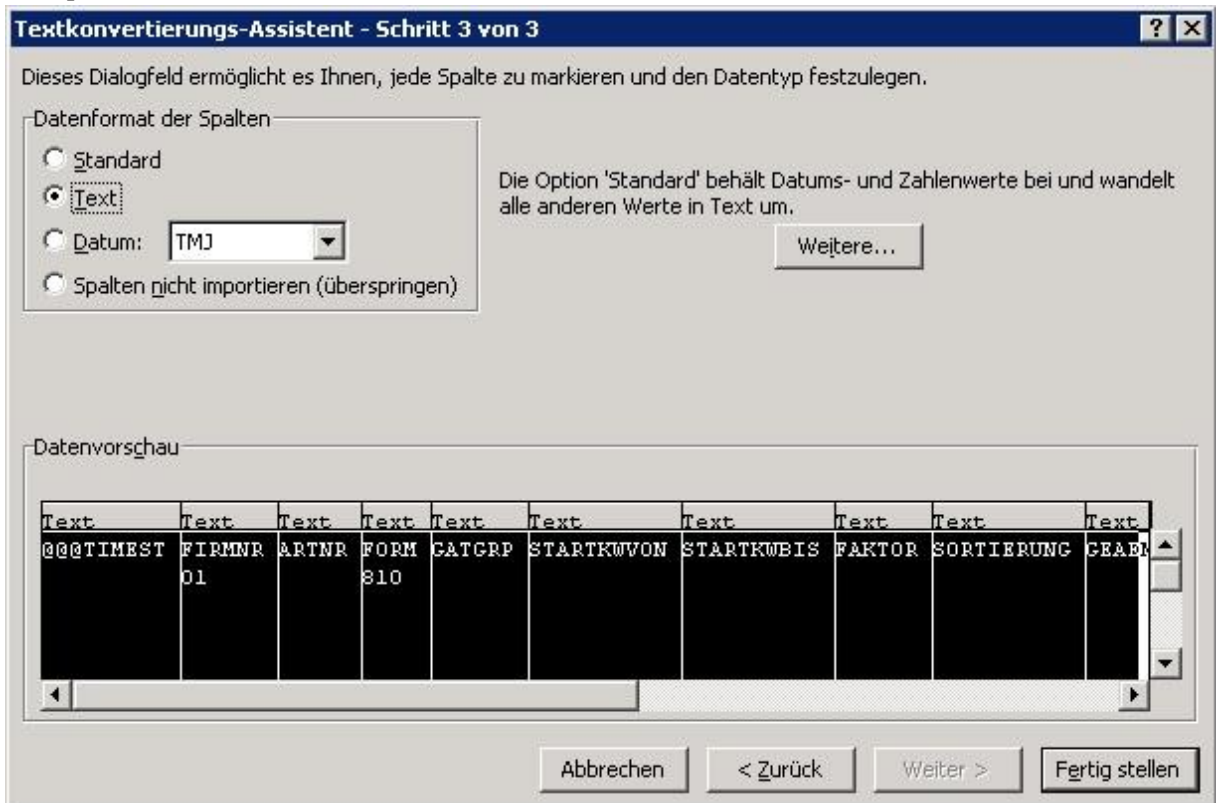 Textkonvertierungs-Assistent - Schritt 3 von 3
Dieses Dialogfeld ermöglicht es Ihnen, jede Spalte zu markieren und den Datentyp festzulegen.
Datenformat der Spalten
Standard
Text
Datum: TMJ
Spalten nicht importieren (überspringen)
Die Option 'Standard' behält Datums- und Zahlenwerte bei und wandelt
alle anderen Werte in Text um.
Weitere...
Datenvorschau
Text Text Text Text Text Text Text Text Text Text
@@@TIMEST FIRMNR ARTNR FORM GATGRP STARTKWVON STARTKWBIS FAKTOR SORTIERUNG
01 810
Abbrechen < Zurück Weiter > Fertig stellen